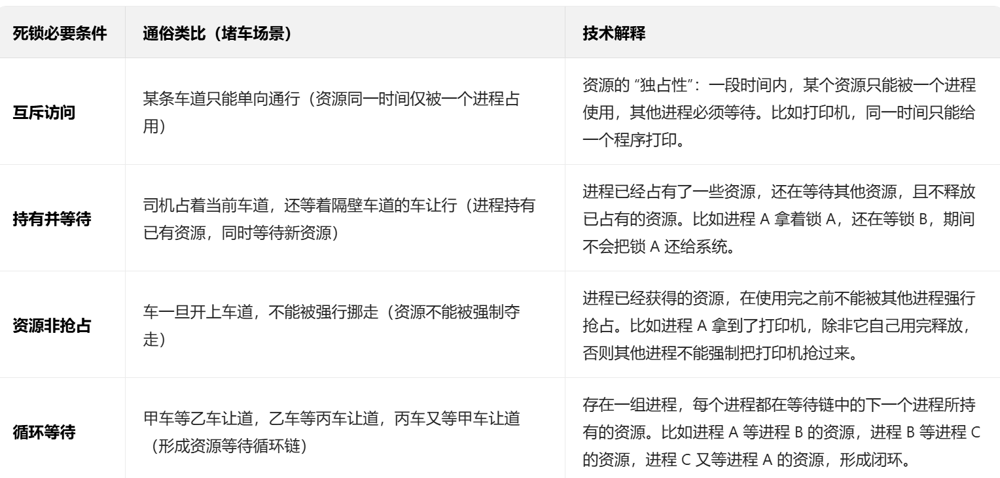 死锁必要条件
通俗类比（堵车场景）
技术解释
互斥访问
某条车道只能单向通行（资源同一时间仅被一个进程占
用）
资源的 “独占性”：一段时间内，某个资源只能被一个进程
使用，其他进程必须等待。比如打印机，同一时间只能给
一个程序打印。
持有并等待
司机占着当前车道，还等着隔壁车道的车让行（进程持有
已有资源，同时等待新资源）
进程已经占有了一些资源，还在等待其他资源，且不释放
已占有的资源。比如进程 A 拿着锁 A，还在等锁 B，期间
不会把锁 A 还给系统。
资源非抢占
车一旦开上车道，不能被强行挪走（资源不能被强制夺
走）
进程已经获得的资源，在使用完之前不能被其他进程强行
抢占。比如进程 A 拿到了打印机，除非它自己用完释放，
否则其他进程不能强制把打印机抢过来。
循环等待
甲车等乙车让道，乙车等丙车让道，丙车又等甲车让道
（形成资源等待循环链）
存在一组进程，每个进程都在等待链中的下一个进程所持
有的资源。比如进程 A 等进程 B 的资源，进程 B 等进程 C
的资源，进程 C 又等进程 A 的资源，形成闭环。